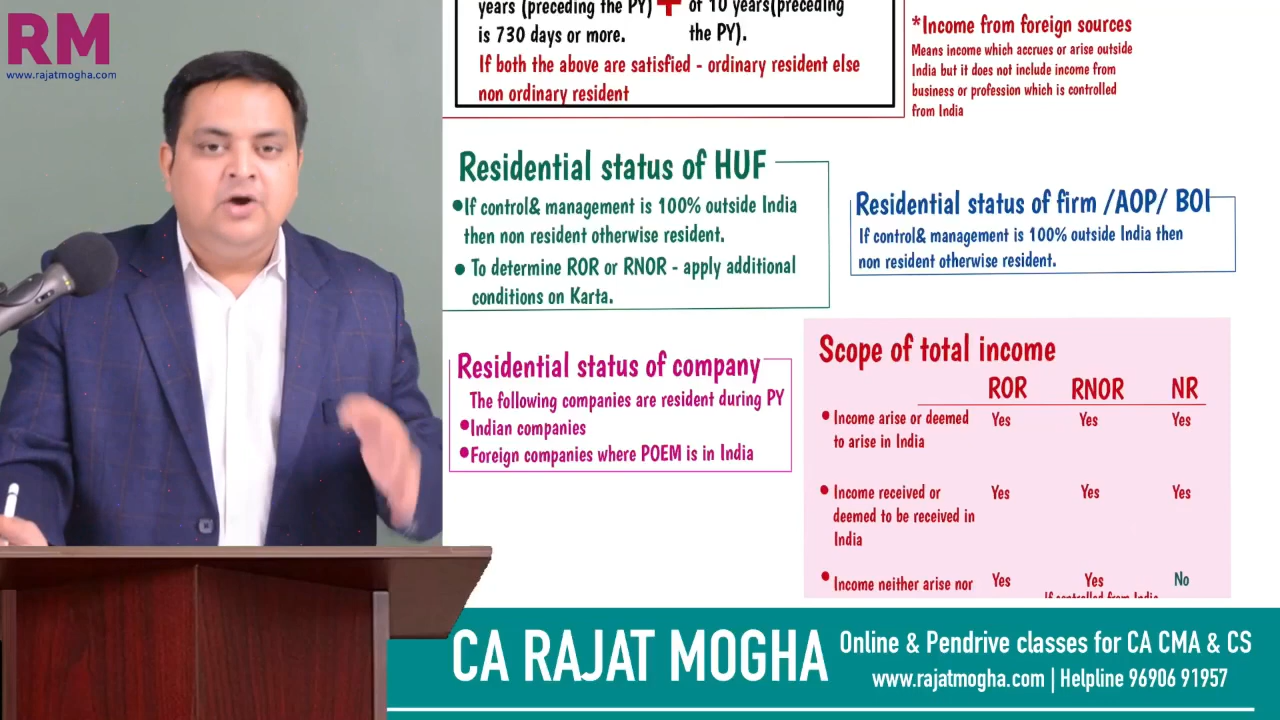 RM
www.rajatmogha.com
years (preceding the PY)
is 730 days or more.
+
of 10 years(preceding
the PY).
If both the above are satisfied - ordinary resident else
non ordinary resident
*Income from foreign sources
Means income which accrues or arise outside
India but it does not include income from
business or profession which is controlled
from India
Residential status of HUF
•If control& management is 100% outside India
then non resident otherwise resident.
• To determine ROR or RNOR - apply additional
conditions on Karta.
Residential status of firm /AOP/ BOI
If control& management is 100% outside India then
non resident otherwise resident.
Residential status of company
The following companies are resident during PY
•Indian companies
•Foreign companies where POEM is in India
Scope of total income
ROR RNOR NR
• Income arise or deemed Yes Yes Yes
to arise in India
• Income received or Yes Yes Yes
deemed to be received in
India
• Income neither arise nor Yes Yes No
If controlled from India
CA RAJAT MOGHA
Online & Pendrive classes for CA CMA & CS
www.rajatmogha.com | Helpline 96906 91957